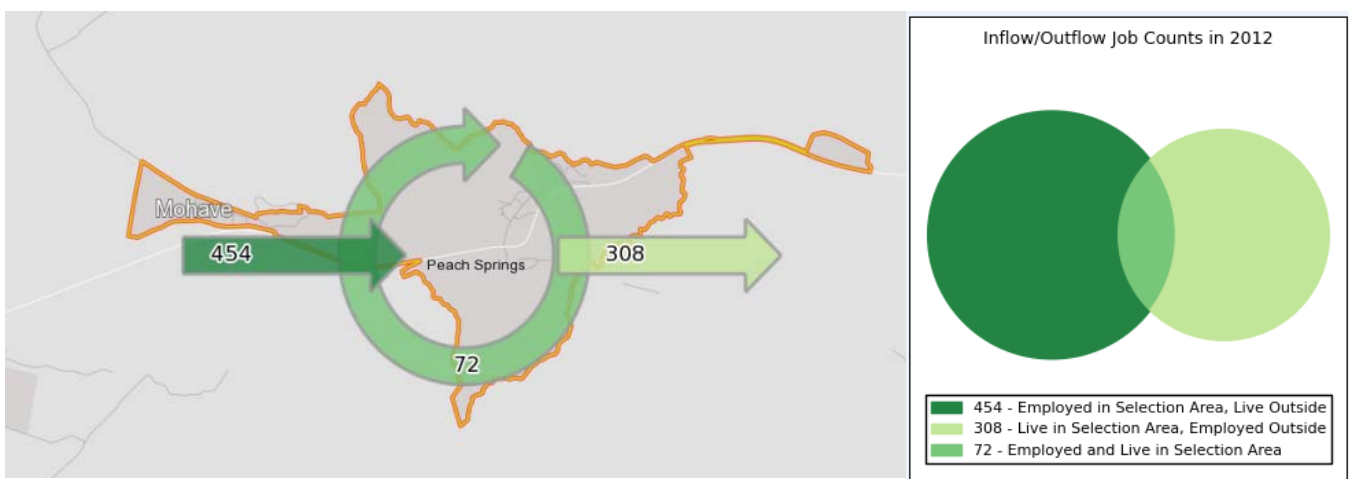 Mohave
454
Peach Springs
308
72
Inflow/Outflow Job Counts in 2012
454 - Employed in Selection Area, Live Outside
308 - Live in Selection Area, Employed Outside
72 - Employed and Live in Selection Area